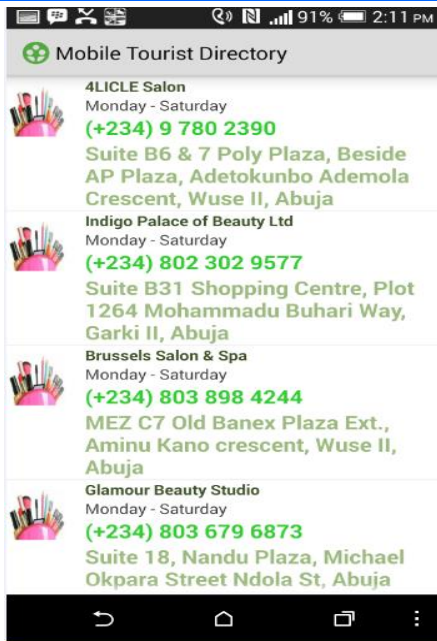 91% 2:11 PM
Mobile Tourist Directory
4LICLE Salon
Monday - Saturday
(+234) 9 780 2390
Suite B6 & 7 Poly Plaza, Beside
AP Plaza, Adetokunbo Ademola
Crescent, Wuse II, Abuja
Indigo Palace of Beauty Ltd
Monday - Saturday
(+234) 802 302 9577
Suite B31 Shopping Centre, Plot
1264 Mohammadu Buhari Way,
Garki II, Abuja
Brussels Salon & Spa
Monday - Saturday
(+234) 803 898 4244
MEZ C7 Old Banex Plaza Ext.,
Aminu Kano crescent, Wuse II,
Abuja
Glamour Beauty Studio
Monday - Saturday
(+234) 803 679 6873
Suite 18, Nandu Plaza, Michael
Okpara Street Ndola St, Abuja